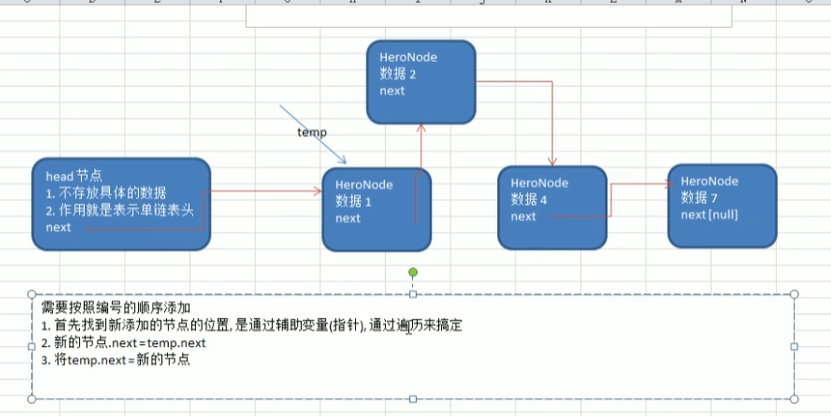 HeroNode
数据 2
next
temp
head 节点
1. 不存放具体的数据
2. 作用就是表示单链表头
next
HeroNode
数据 1
next
HeroNode
数据 4
next
HeroNode
数据 7
next[null]
需要按照编号的顺序添加
1. 首先找到新添加的节点的位置, 是通过辅助变量(指针), 通过遍历来搞定
2. 新的节点.next=temp.next
3. 将temp.next=新的节点